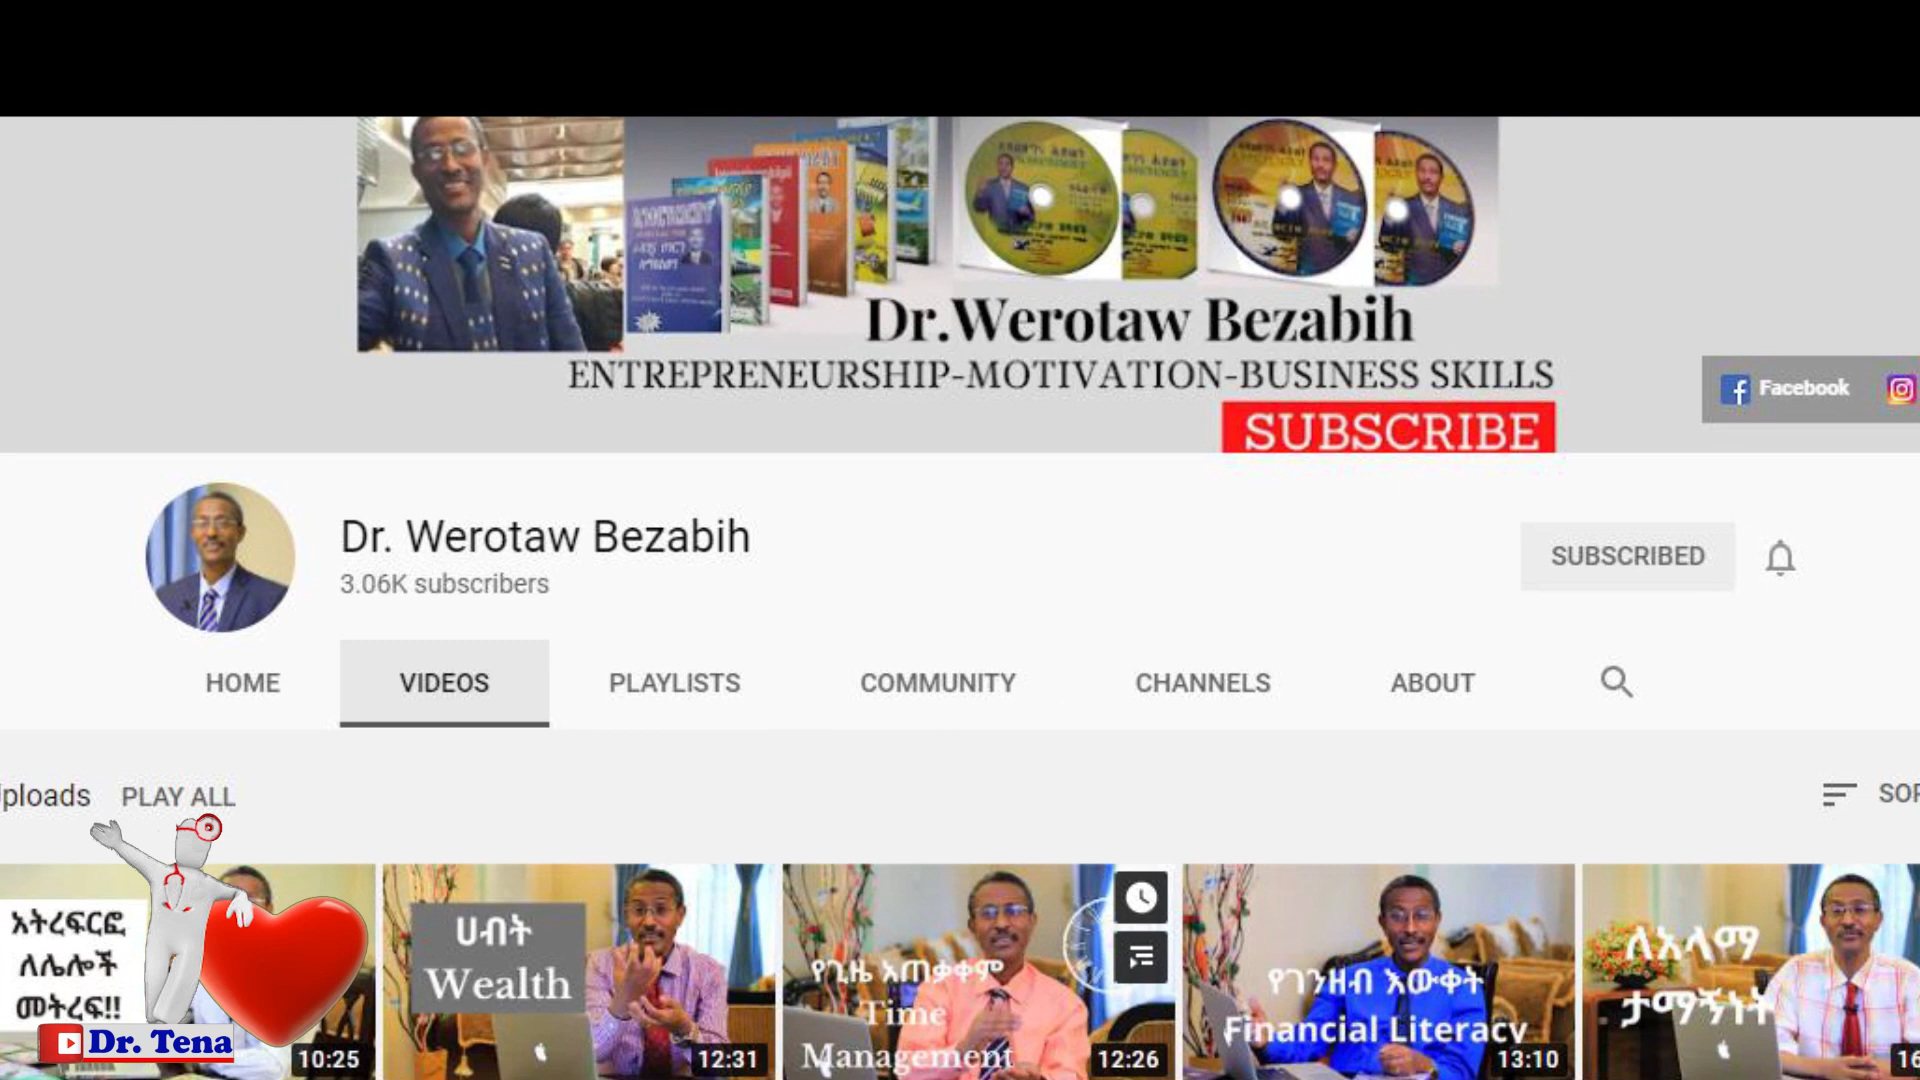 Dr.Werotaw Bezabih
ENTREPRENEURSHIP-MOTIVATION-BUSINESS SKILLS
SUBSCRIBE
Facebook
Dr. Werotaw Bezabih
3.06K subscribers
SUBSCRIBED
HOME VIDEOS PLAYLISTS COMMUNITY CHANNELS ABOUT
ploads PLAY ALL
SOR
አትረፍርፎ
ለሌሎች
መትረፍ!!
10:25
ሀብት
Wealth
12:31
የጊዜ አጠቃቀም
Time
Management
12:26
የገንዘብ እውቀት
Financial Literacy
13:10
ለአላማ
ታማኝነት
16
Dr. Tena